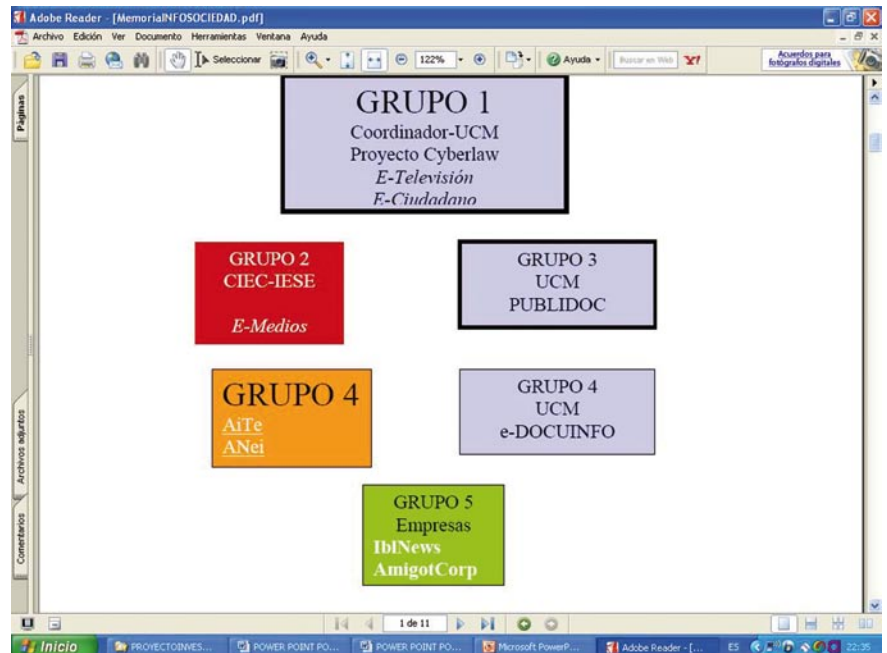 Adobe Reader - [MemoriaINFOSOCIEDAD.pdf]
Archivo Edición Ver Documento Herramientas Ventana Ayuda
Seleccionar 122% Ayuda Buscar en Web Y!
Acuerdos para
fotógrafos digitales
Páginas
GRUPO 1
Coordinador-UCM
Proyecto Cyberlaw
E-Televisión
E-Ciudadano
GRUPO 2
CIEC-IESE
E-Medios
GRUPO 3
UCM
PUBLIDOC
GRUPO 4
AiTe
ANei
GRUPO 4
UCM
e-DOCUINFO
GRUPO 5
Empresas
IblNews
AmigotCorp
Archivos adjuntos
Comentarios
1 de 11
Inicio PROYECTOINVES... POWER POINT PO... POWER POINT PO... Microsoft PowerP... Adobe Reader - [... ES 22:35